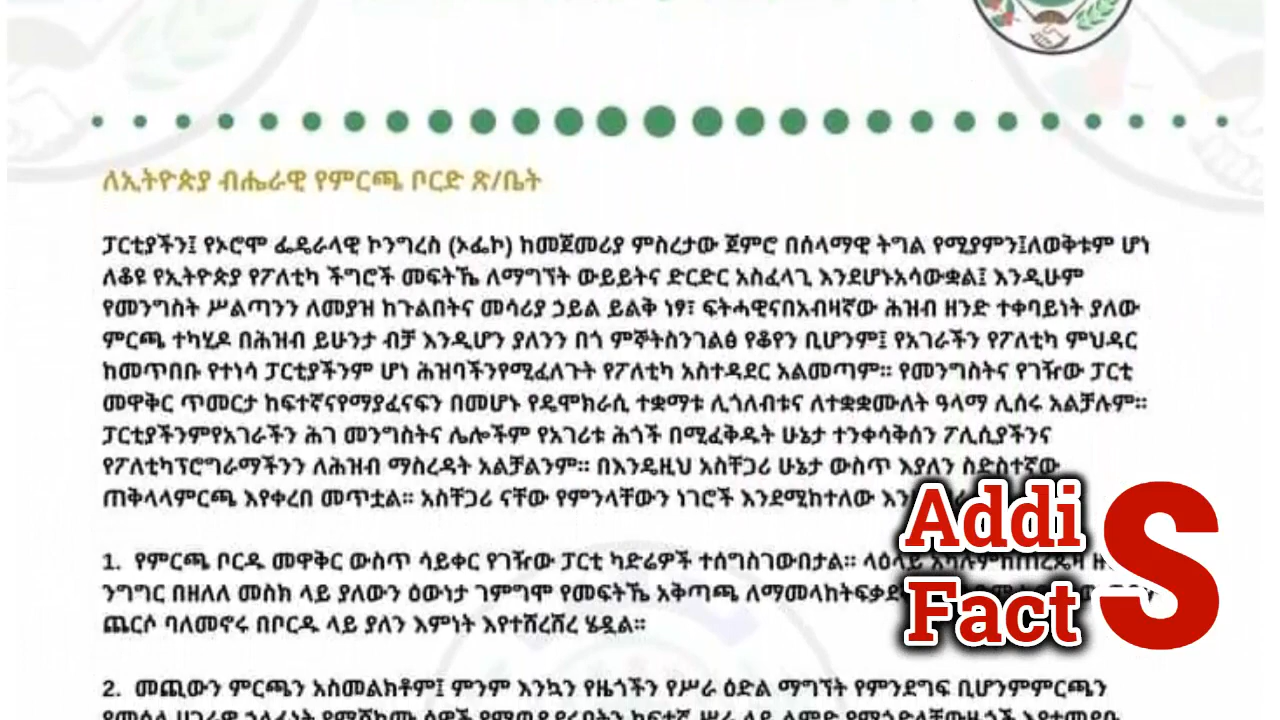 ለኢትዮጵያ ብሔራዊ የምርጫ ቦርድ ጽ/ቤት
ፓርቲያችን፤ የኦሮሞ ፌዴራላዊ ኮንግረስ (ኦፌኮ) ከመጀመሪያ ምስረታው ጀምሮ በሰላማዊ ትግል የሚያምን፤ለወቅቱም ሆነ
ለቆዩ የኢትዮጵያ የፖለቲካ ችግሮች መፍትኼ ለማግኘት ውይይትና ድርድር አስፈላጊ እንደሆኑአሳውቋል፤ እንዲሁም
የመንግስት ሥልጣንን ለመያዝ ከጉልበትና መሳሪያ ኃይል ይልቅ ነፃ፣ ፍትሓዊናበአብዛኛው ሕዝብ ዘንድ ተቀባይነት ያለው
ምርጫ ተካሂዶ በሕዝብ ይሁንታ ብቻ እንዲሆን ያለንን በጎ ምኞትስንገልፅ የቆየን ቢሆንም፤ የአገራችን የፖለቲካ ምህዳር
ከመጥበቡ የተነሳ ፓርቲያችንም ሆነ ሕዝባችንየሚፈለጉት የፖለቲካ አስተዳደር አልመጣም። የመንግስትና የገዥው ፓርቲ
መዋቅር ጥመርታ ከፍተኛናየማያፈናፍን በመሆኑ የዴሞክራሲ ተቋማቱ ሊጎለብቱና ለተቋቋሙለት ዓላማ ሊሰሩ አልቻሉም።
ፓርቲያችንምየአገራችን ሕገ መንግስትና ሌሎችም የአገሪቱ ሕጎች በሚፈቅዱት ሁኔታ ተንቀሳቅሰን ፖሊሲያችንና
የፖለቲካፕሮግራማችንን ለሕዝብ ማስረዳት አልቻልንም። በእንዴዚህ አስቸጋሪ ሁኔታ ውስጥ እያለን ስድስተኛው
ጠቅላላምርጫ እየቀረበ መጥቷል። አስቸጋሪ ናቸው የምንላቸውን ነገሮች እንደሚከተለው
Addi S
Fact
1. የምርጫ ቦርዱ መዋቅር ውስጥ ሳይቀር የገዥው ፓርቲ ካድሬዎች ተሰግስገውበታል። ላዕላይ
ንግግር በዘለለ መስክ ላይ ያለውን ዕውነታ ገምግሞ የመፍትኼ አቅጣጫ
ጨርሶ ባለመኖሩ በቦርዱ ላይ ያለን እምነት እየተሸረሸረ ሄዷል።
2. መጪውን ምርጫን አስመልክቶም፤ ምንም እንኳን የዜጎችን የሥራ ዕድል ማግኘት የምንደግፍ ቢሆንምምርጫን